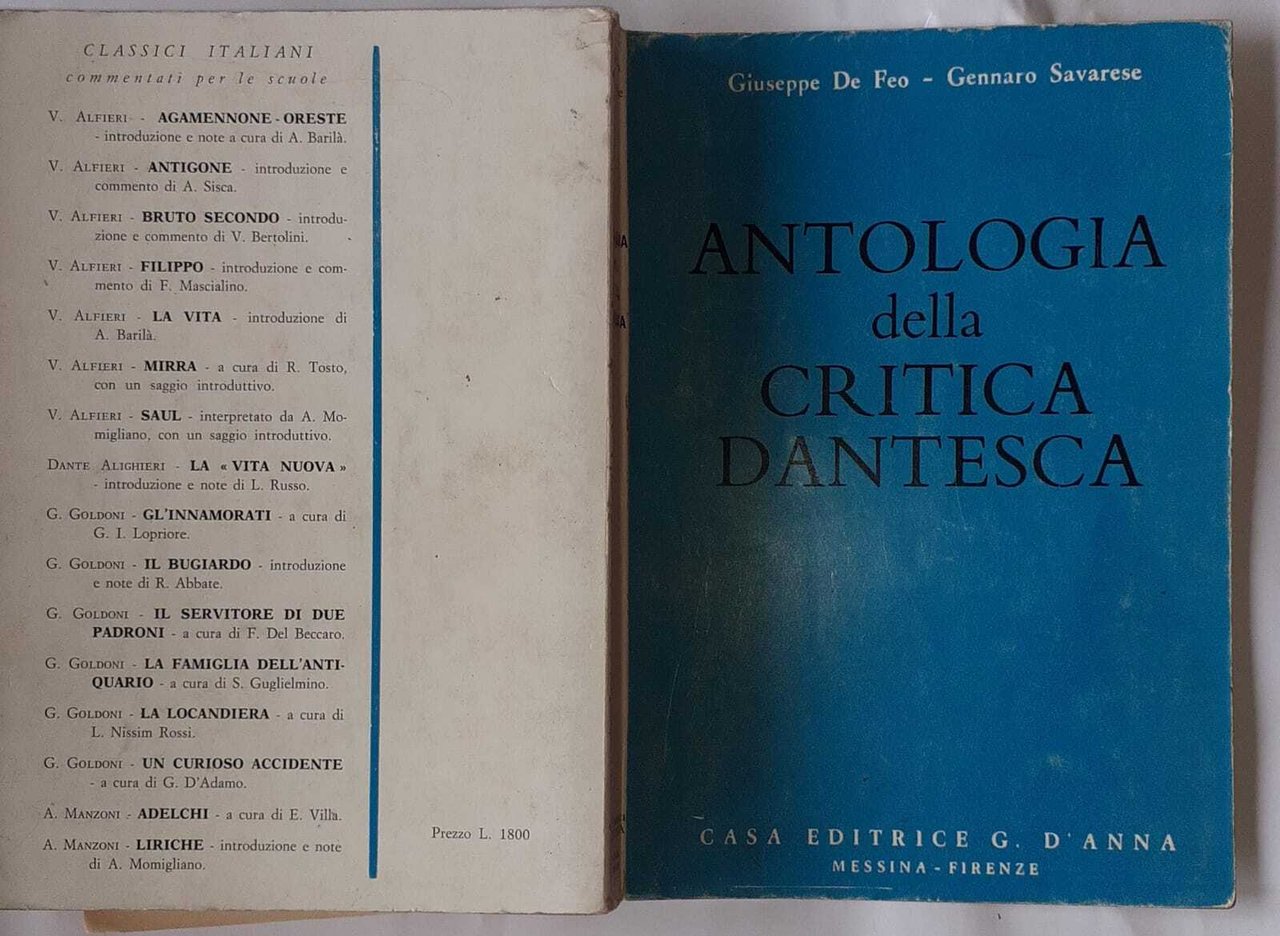 CLASSICI ITALIANI
commentati per le scuole
V. ALFIERI - AGAMENNONE - ORESTE
- introduzione e note a cura di A. Barilà.
V. ALFIERI - ANTIGONE - introduzione e
commento di A. Sisca.
V. ALFIERI - BRUTO SECONDO - introdu-
zione e commento di V. Bertolini.
V. ALFIERI - FILIPPO - introduzione e com-
mento di F. Mascialino.
V. ALFIERI - LA VITA - introduzione di
A. Barilà.
V. ALFIERI - MIRRA - a cura di R. Tosto,
con un saggio introduttivo.
V. ALFIERI - SAUL - interpretato da A. Mo-
migliano, con un saggio introduttivo.
DANTE ALIGHIERI - LA « VITA NUOVA »
- introduzione e note di L. Russo.
G. GOLDONI - GL'INNAMORATI - a cura di
G. I. Lopriore.
G. GOLDONI - IL BUGIARDO - introduzione
e note di R. Abbate.
G. GOLDONI - IL SERVITORE DI DUE
PADRONI - a cura di F. Del Beccaro.
G. GOLDONI - LA FAMIGLIA DELL'ANTI-
QUARIO - a cura di S. Guglielmino.
G. GOLDONI - LA LOCANDIERA - a cura di
L. Nissim Rossi.
G. GOLDONI - UN CURIOSO ACCIDENTE
- a cura di G. D'Adamo.
A. MANZONI - ADELCHI - a cura di E. Villa.
A. MANZONI - LIRICHE - introduzione e note
di A. Momigliano.
Prezzo L. 1800
Giuseppe De Feo - Gennaro Savarese
ANTOLOGIA
della
CRITICA
DANTESCA
CASA EDITRICE G. D'ANNA
MESSINA - FIRENZE